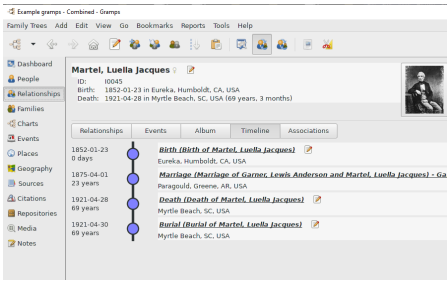 Example gramps - Combined - Gramps
Family Trees Add Edit View Go Bookmarks Reports Tools Help
Dashboard
People
Relationships
Families
Charts
Events
Places
Geography
Sources
Citations
Repositories
Media
Notes
Martel, Luella Jacques ♀
ID: I0045
Birth: 1852-01-23 in Eureka, Humboldt, CA, USA
Death: 1921-04-28 in Myrtle Beach, SC, USA (69 years, 3 months)
Relationships Events Album Timeline Associations
1852-01-23 Birth (Birth of Martel, Luella Jacques)
0 days Eureka, Humboldt, CA, USA
1875-04-01 Marriage (Marriage of Garner, Lewis Anderson and Martel, Luella Jacques) - Ga
23 years Paragould, Greene, AR, USA
1921-04-28 Death (Death of Martel, Luella Jacques)
69 years Myrtle Beach, SC, USA
1921-04-30 Burial (Burial of Martel, Luella Jacques)
69 years Myrtle Beach, SC, USA